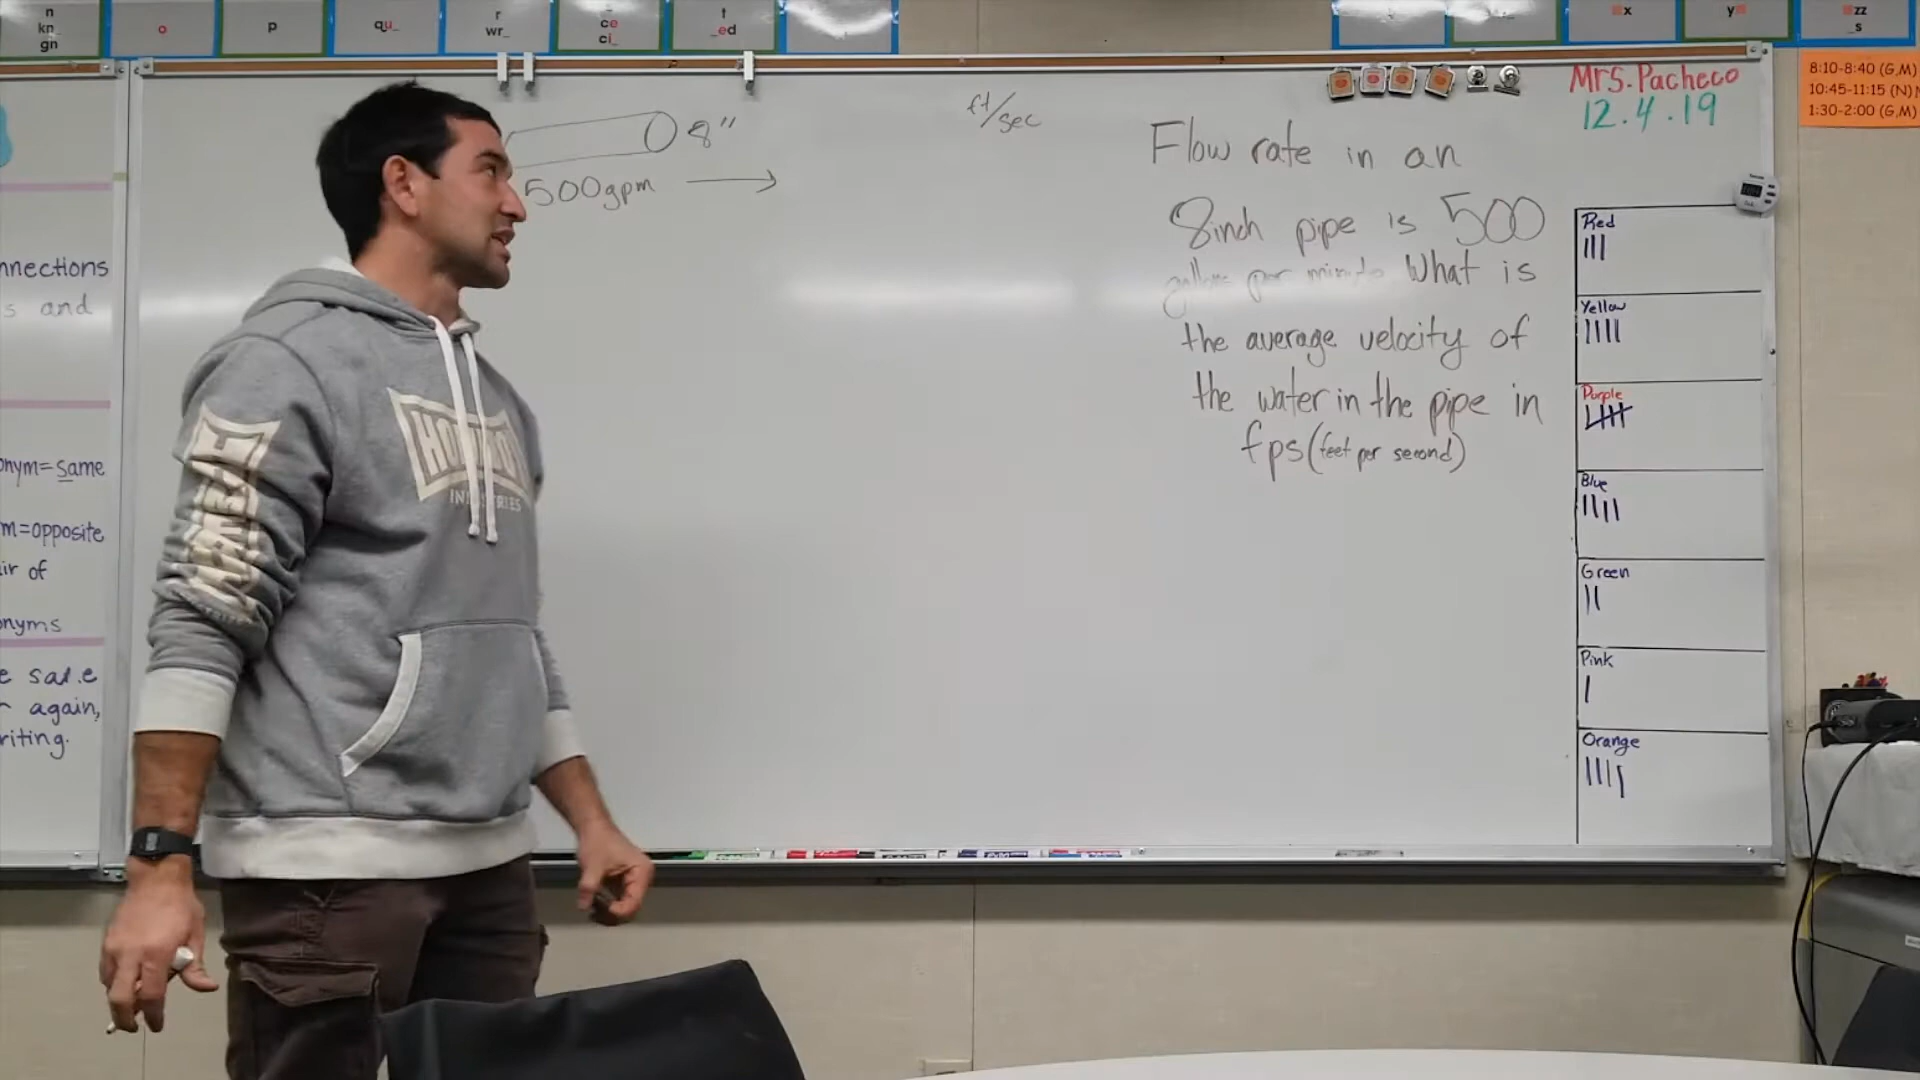 n
kn_
gn
o
p
qu_
r
wr_
ce
ci_
t
_ed
x
y
zz
_s
8:10-8:40 (G,M)
10:45-11:15 (N)
1:30-2:00 (G,M)
Mrs. Pacheco
12.4.19
8"
500gpm
ft/sec
Flow rate in an
8inch pipe is 500
gallons per minute What is
the average velocity of
the water in the pipe in
fps (feet per second)
Red
Yellow
Purple
Blue
Green
Pink
Orange
nnections
s and
onym=same
m=opposite
ir of
onyms
again,
riting.
INDUSTRIES